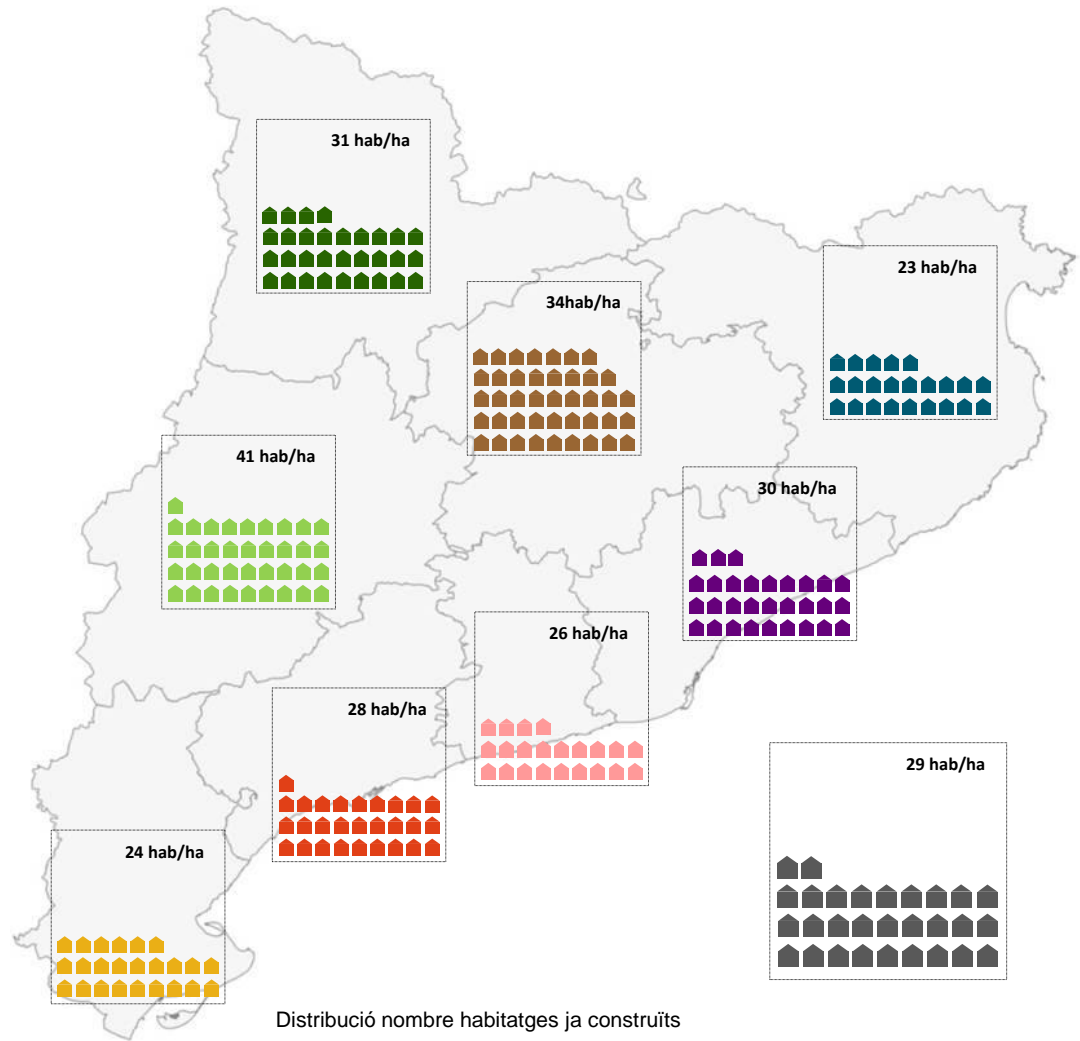 31 hab/ha
23 hab/ha
34hab/ha
41 hab/ha
30 hab/ha
26 hab/ha
28 hab/ha
29 hab/ha
24 hab/ha
Distribució nombre habitatges ja construïts